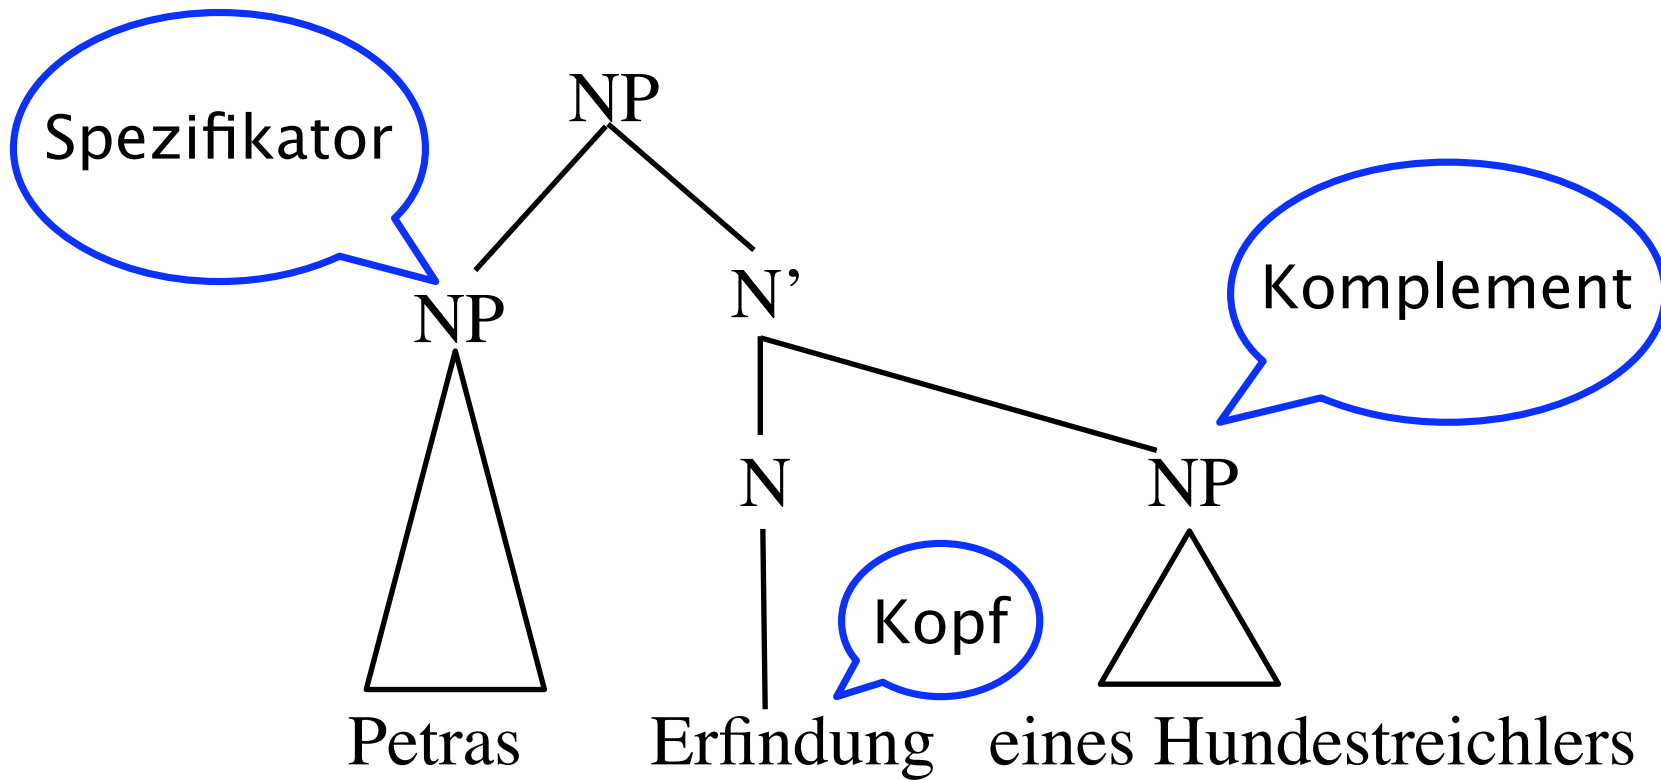 NP
Spezifikator
NP
N’
Komplement
N
NP
Kopf
Petras Erfindung eines Hundestreichlers